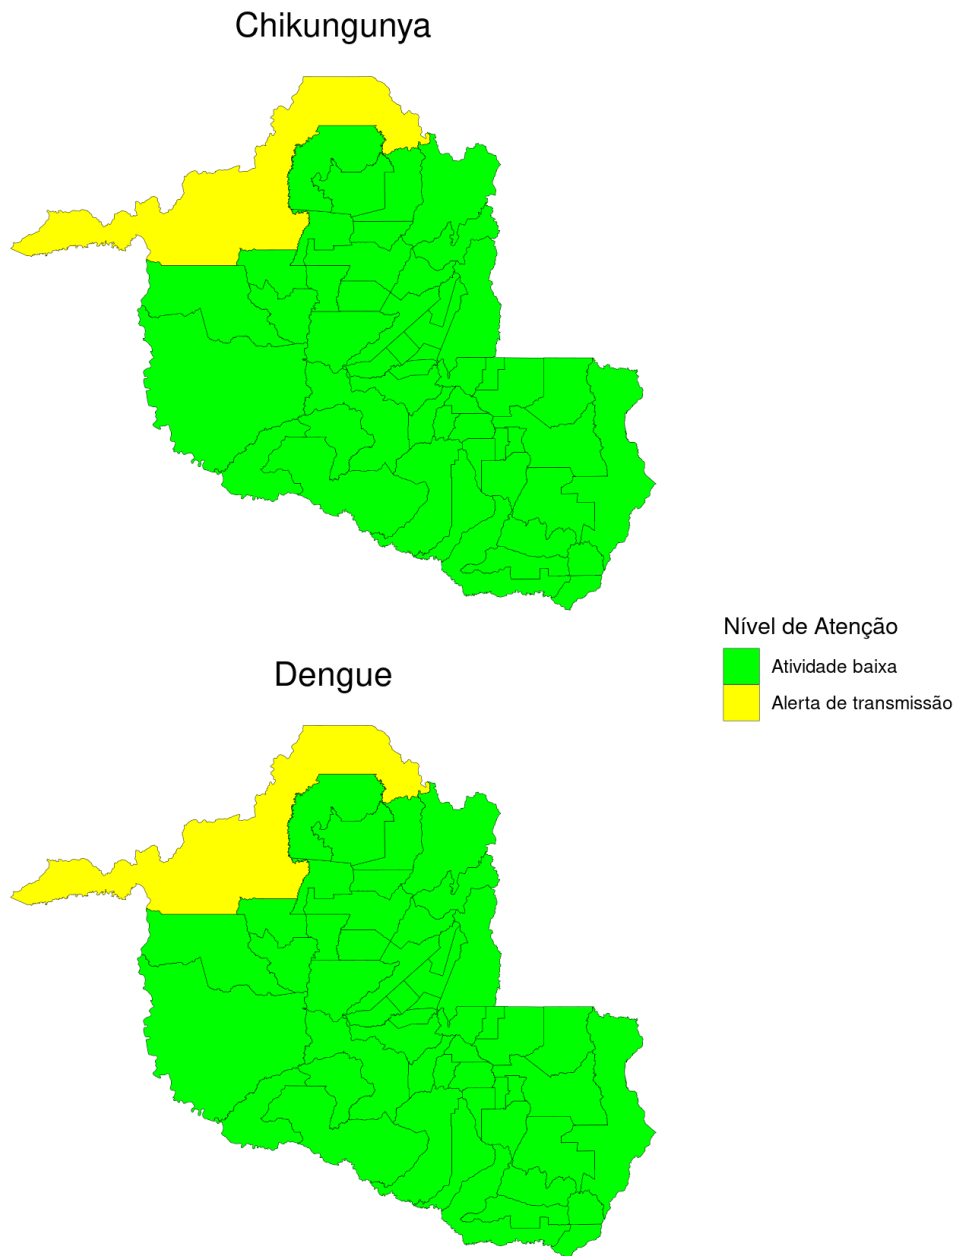 Chikungunya
Nível de Atenção
Atividade baixa
Alerta de transmissão
Dengue